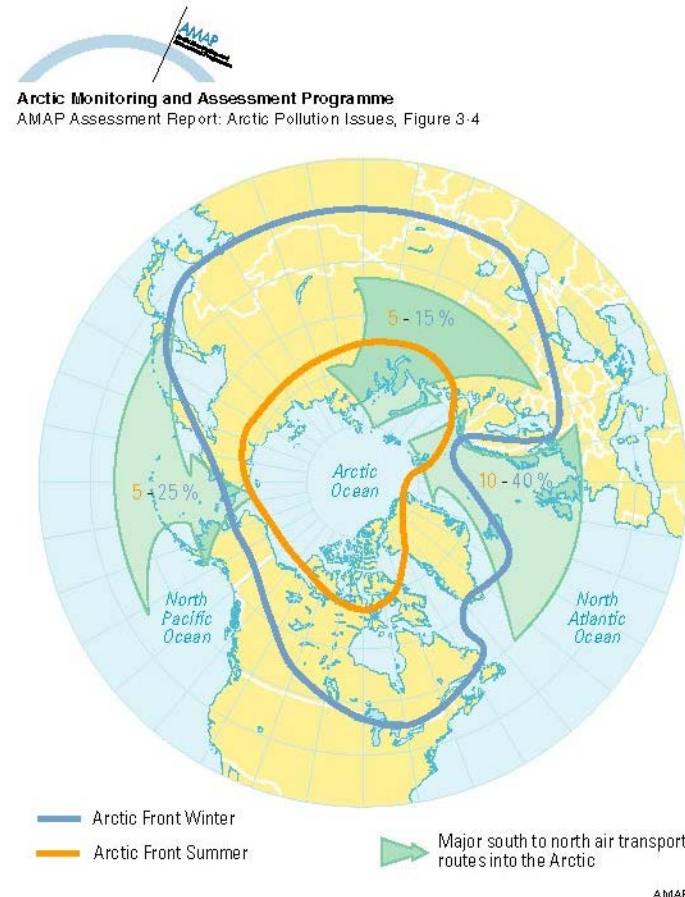 AMAP
Arctic Monitoring and Assessment Programme
AMAP Assessment Report: Arctic Pollution Issues, Figure 3-4
5 - 15 %
5 - 25 %
Arctic
Ocean
10 - 40 %
North
Pacific
Ocean
North
Atlantic
Ocean
Arctic Front Winter
Arctic Front Summer
Major south to north air transport
routes into the Arctic
AMAP